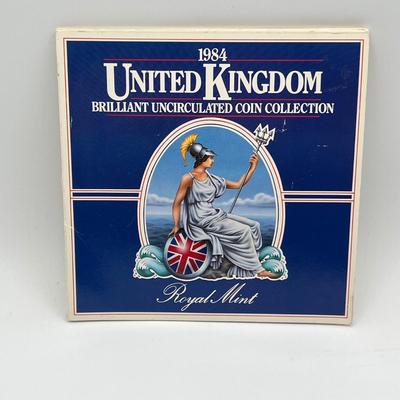 1984
UNITED KINGDOM
BRILLIANT UNCIRCULATED COIN COLLECTION
Royal Mint